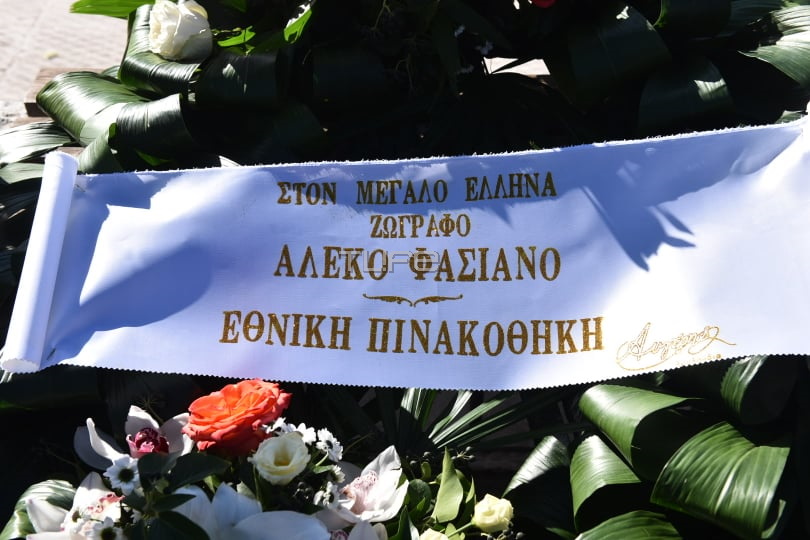 ΣΤΟΝ ΜΕΓΑΛΟ ΕΛΛΗΝΑ
ΖΩΓΡΑΦΟ
ΑΛΕΚΟ ΦΑΣΙΑΝΟ
ΕΘΝΙΚΗ ΠΙΝΑΚΟΘΗΚΗ